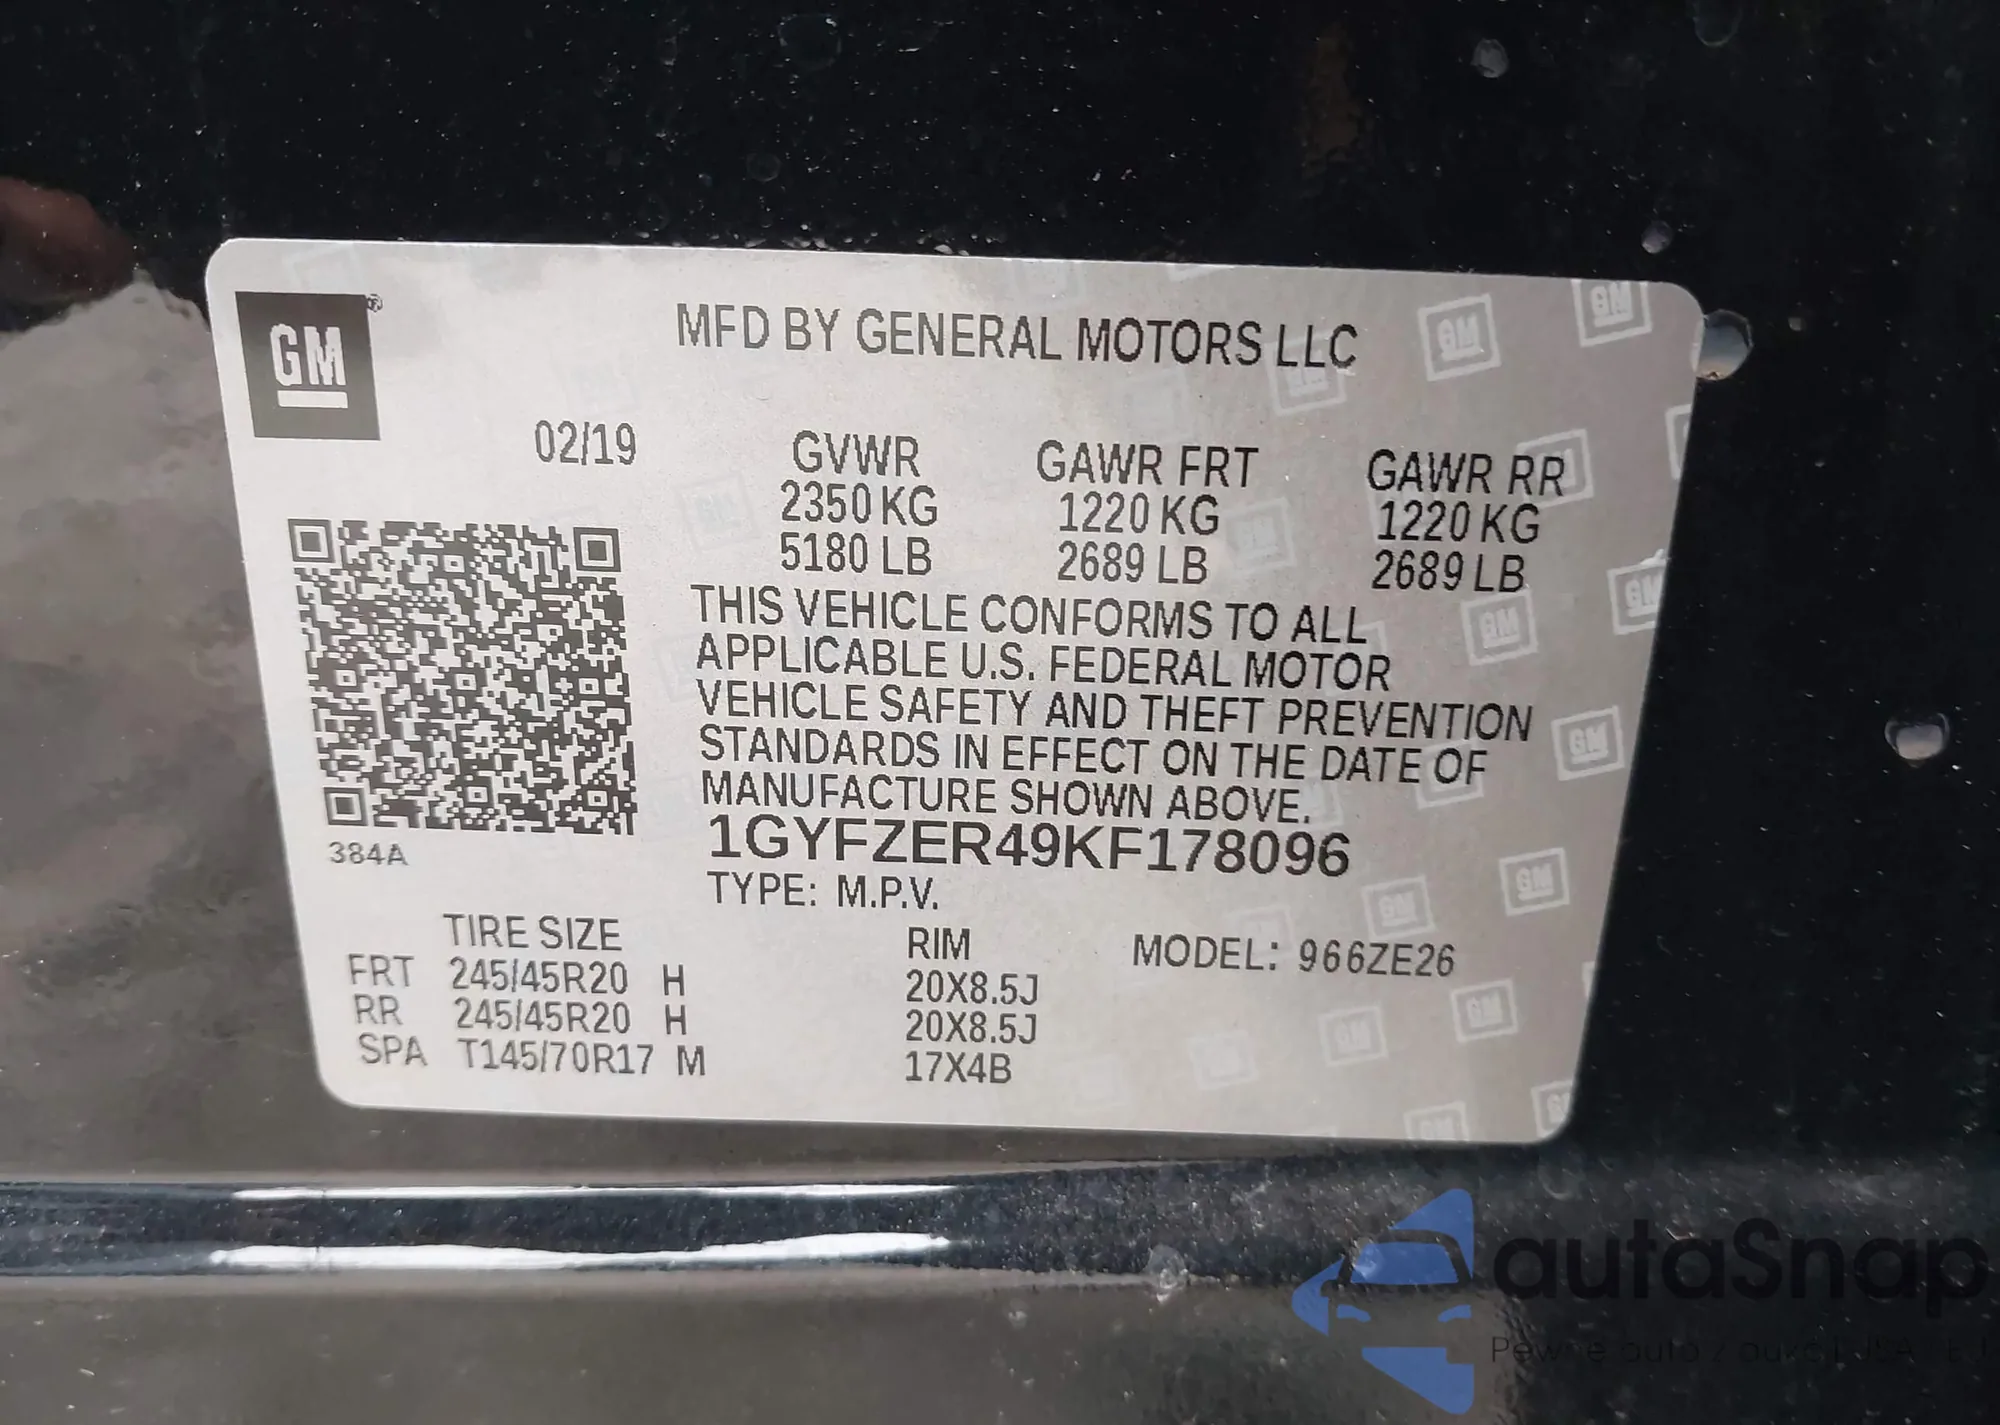 GM
MFD BY GENERAL MOTORS LLC
02/19 GVWR GAWR FRT GAWR RR
2350 KG 1220 KG 1220 KG
5180 LB 2689 LB 2689 LB
THIS VEHICLE CONFORMS TO ALL
APPLICABLE U.S. FEDERAL MOTOR
VEHICLE SAFETY AND THEFT PREVENTION
STANDARDS IN EFFECT ON THE DATE OF
MANUFACTURE SHOWN ABOVE.
1GYFZER49KF178096
384A
TYPE: M.P.V.
TIRE SIZE RIM MODEL: 966ZE26
FRT 245/45R20 H 20X8.5J
RR 245/45R20 H 20X8.5J
SPA T145/70R17 M 17X4B
autaSnap
Pewne auto z